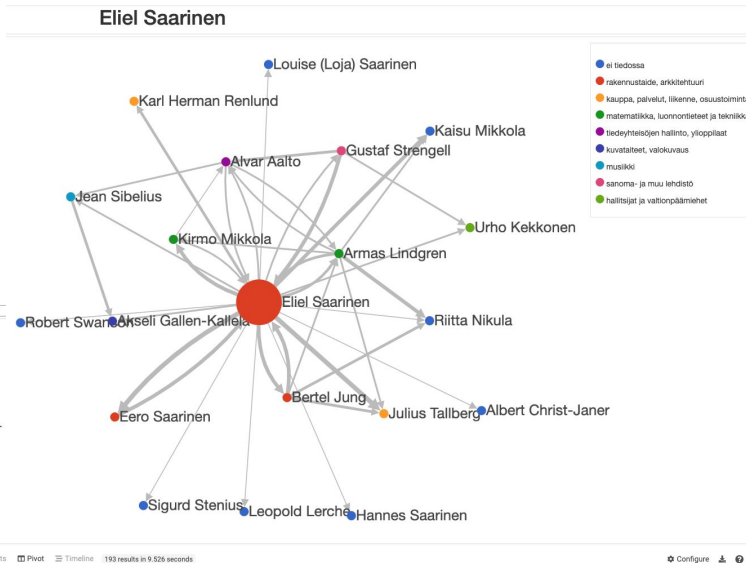 Eliel Saarinen
Louise (Loja) Saarinen
Karl Herman Renlund
Kaisu Mikkola
Gustaf Strengell
Alvar Aalto
Jean Sibelius
Urho Kekkonen
Kirmo Mikkola
Armas Lindgren
Eliel Saarinen
Robert Swanson
Akseli Gallen-Kallela
Riitta Nikula
Bertel Jung
Eero Saarinen
Julius Tallberg
Albert Christ-Janer
Sigurd Stenius
Leopold Lerche
Hannes Saarinen
ei tiedossa
rakennustaide, arkkitehtuuri
kauppa, palvelut, liikenne, osuustoiminta
matematiikka, luonnontieteet ja tekniikka
tiedeyhteisöjen hallinto, ylioppilaat
kuvataiteet, valokuvaus
musiikki
sanoma- ja muu lehdistö
hallitsijat ja valtionpäämiehet
ts Pivot Timeline 193 results in 9.526 seconds Configure